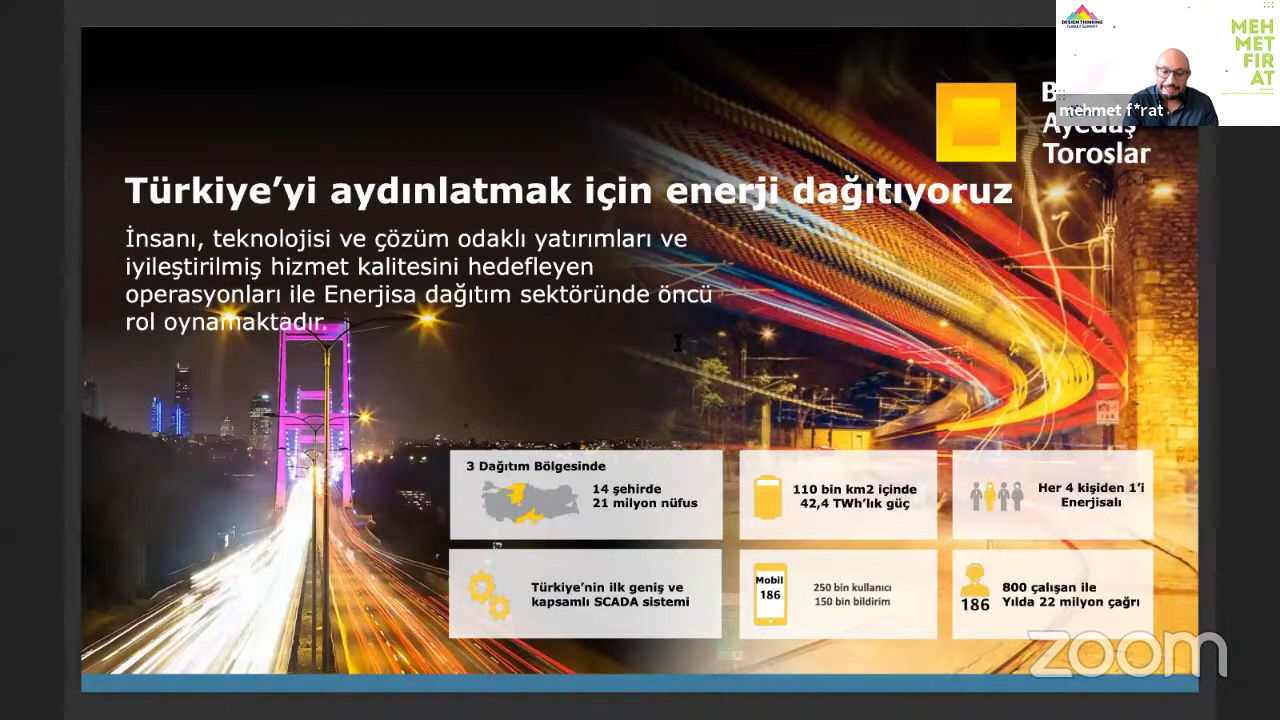 DESIGN THINKING
TURKEY SUMMIT
MEH
MET
FIR
AT
mehmet f*rat
B
Ayedaş
Toroslar
Türkiye’yi aydınlatmak için enerji dağıtıyoruz
İnsanı, teknolojisi ve çözüm odaklı yatırımları ve
iyileştirilmiş hizmet kalitesini hedefleyen
operasyonları ile Enerjisa dağıtım sektöründe öncü
rol oynamaktadır.
3 Dağıtım Bölgesinde
14 şehirde
21 milyon nüfus
110 bin km2 içinde
42,4 TWh’lık güç
Her 4 kişiden 1’i
Enerjisalı
Türkiye’nin ilk geniş ve
kapsamlı SCADA sistemi
Mobil
186
250 bin kullanıcı
150 bin bildirim
186
800 çalışan ile
Yılda 22 milyon çağrı
zoom